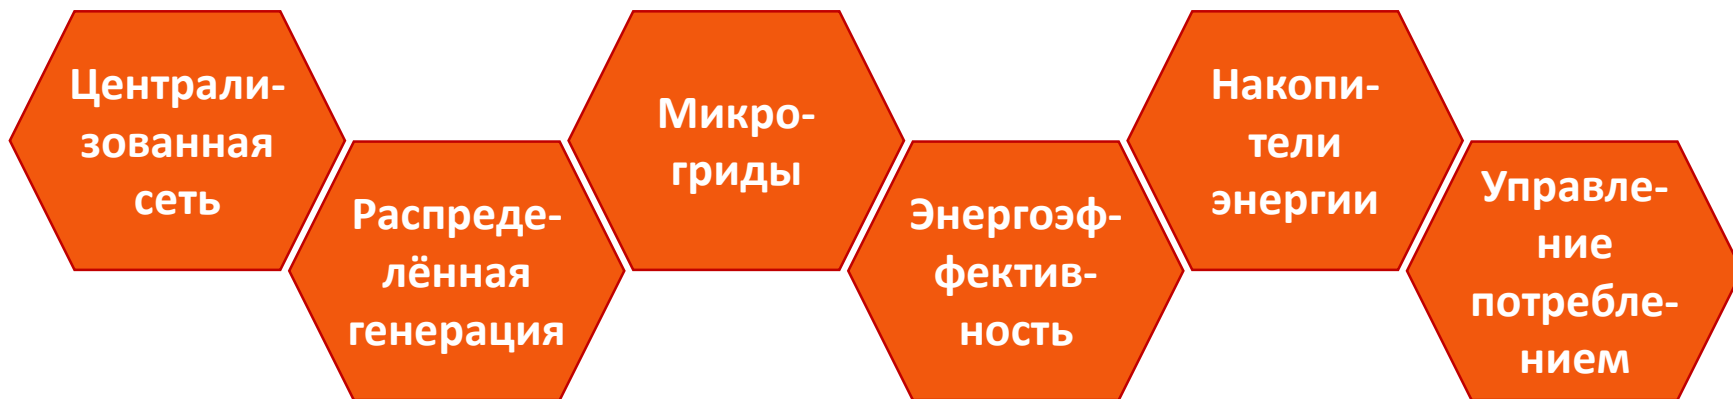 Централи-
зованная
сеть
Распреде-
лённая
генерация
Микро-
гриды
Энергоэф-
фектив-
ность
Накопи-
тели
энергии
Управле-
ние
потребле-
нием